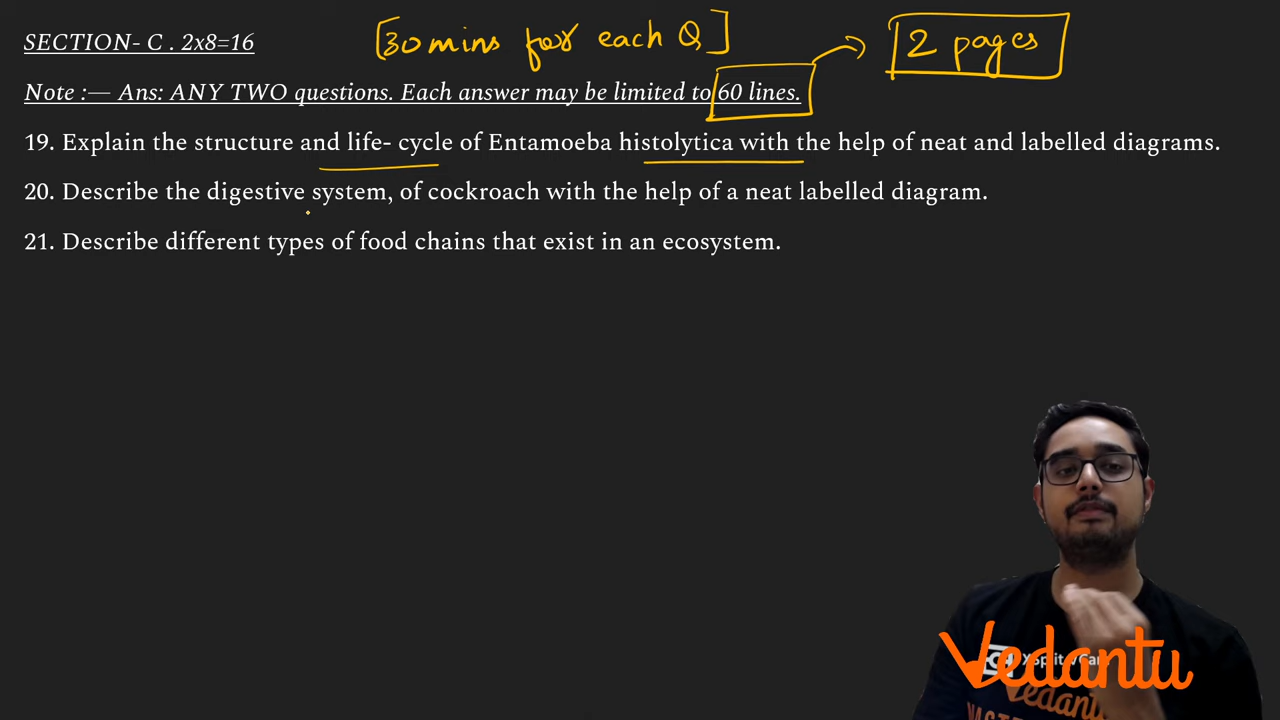 SECTION- C . 2x8=16 [30 mins for each Q]
2 pages
Note :— Ans: ANY TWO questions. Each answer may be limited to 60 lines.
19. Explain the structure and life- cycle of Entamoeba histolytica with the help of neat and labelled diagrams.
20. Describe the digestive system, of cockroach with the help of a neat labelled diagram.
21. Describe different types of food chains that exist in an ecosystem.
Vedantu
Vedantu